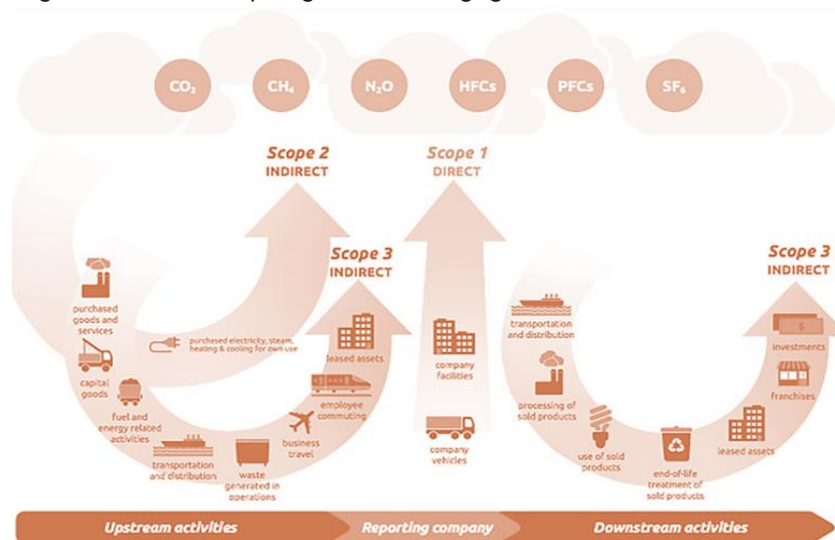 CO₂
CH₄
N₂O
HFCs
PFCs
SF₆
Scope 2
INDIRECT
Scope 1
DIRECT
Scope 3
INDIRECT
Scope 3
INDIRECT
purchased
goods and
services
capital
goods
fuel and
energy related
activities
transportation
and distribution
waste
generated in
operations
business
travel
employee
commuting
leased assets
purchased electricity, steam,
heating & cooling for own use
company
facilities
company
vehicles
transportation
and distribution
processing of
sold products
use of sold
products
end-of-life
treatment of
sold products
leased assets
franchises
investments
$
Upstream activities
Reporting company
Downstream activities